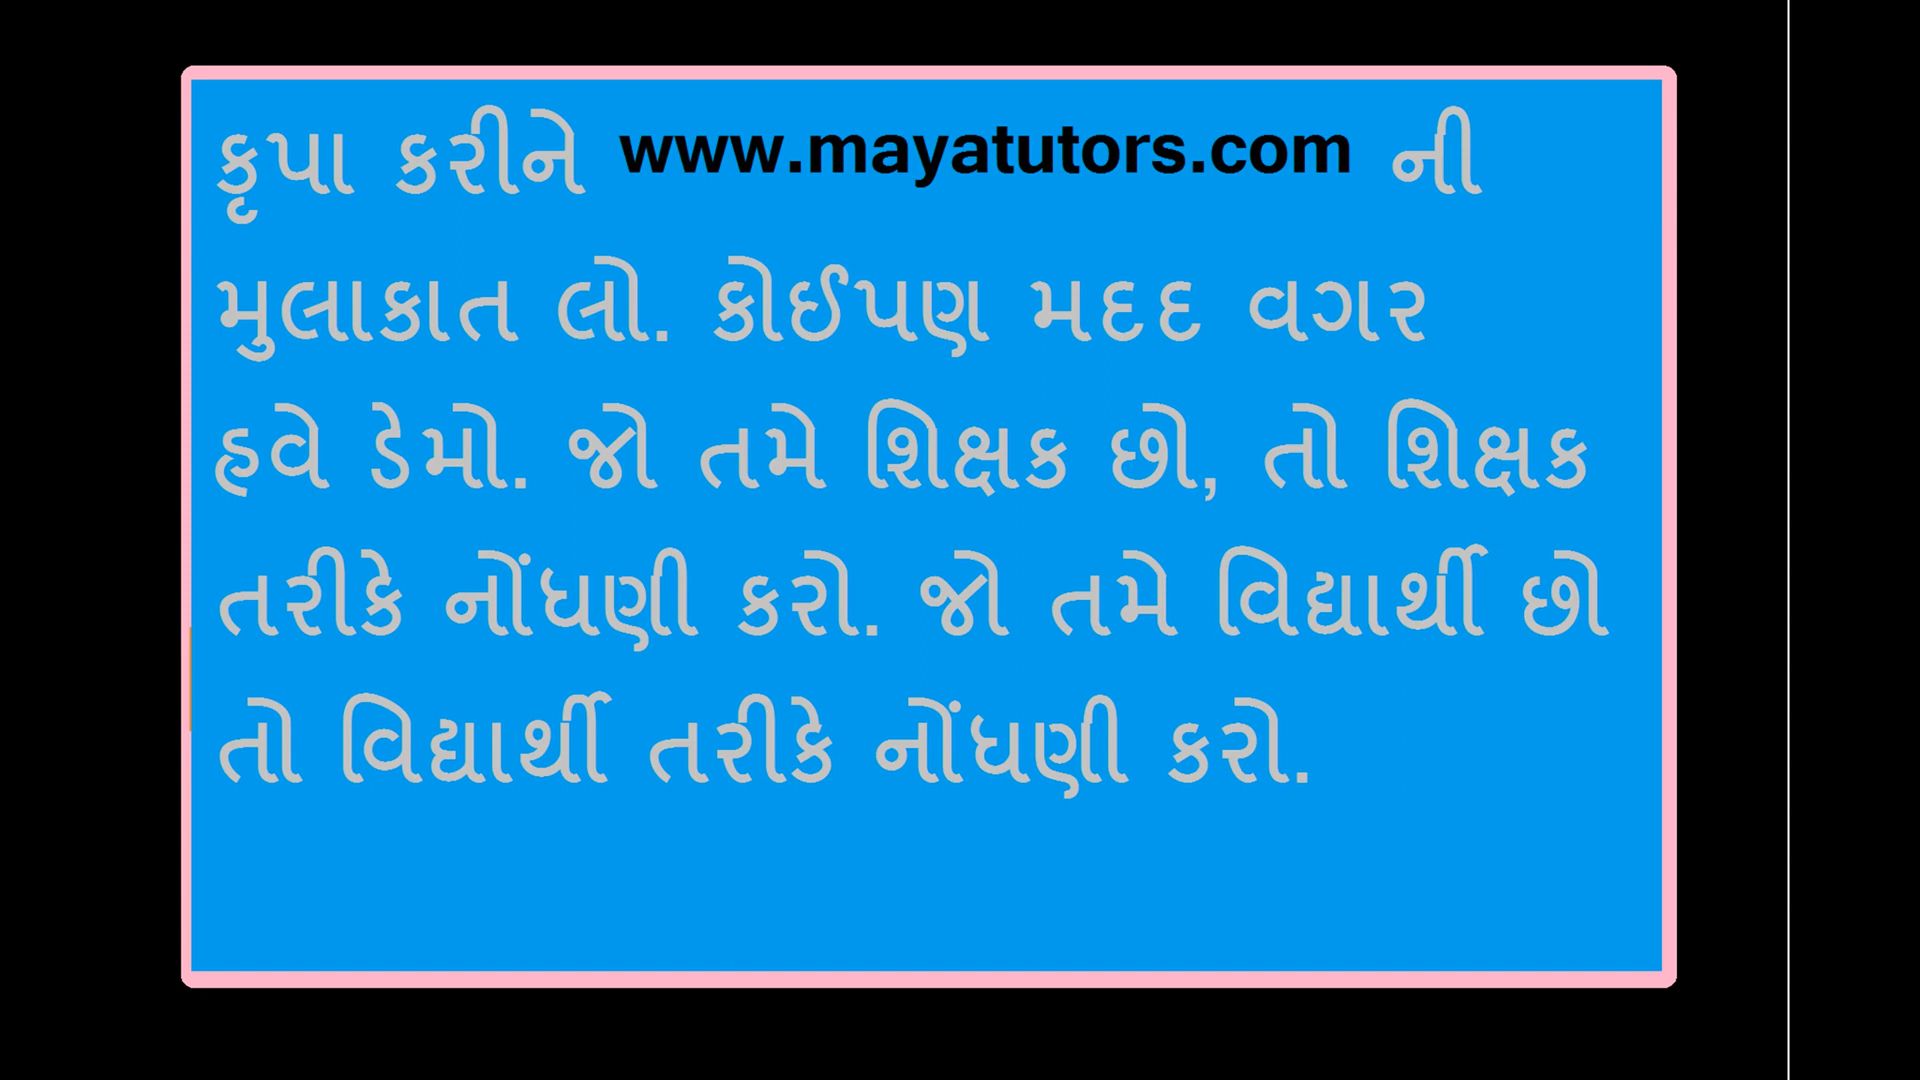 કૃપા કરીને www.mayatutors.com ની
મુલાકાત લો. કોઈપણ મદદ વગર
હવે ડેમો. જો તમે શિક્ષક છો, તો શિક્ષક
તરીકે નોંધણી કરો. જો તમે વિદ્યાર્થી છો
તો વિદ્યાર્થી તરીકે નોંધણી કરો.